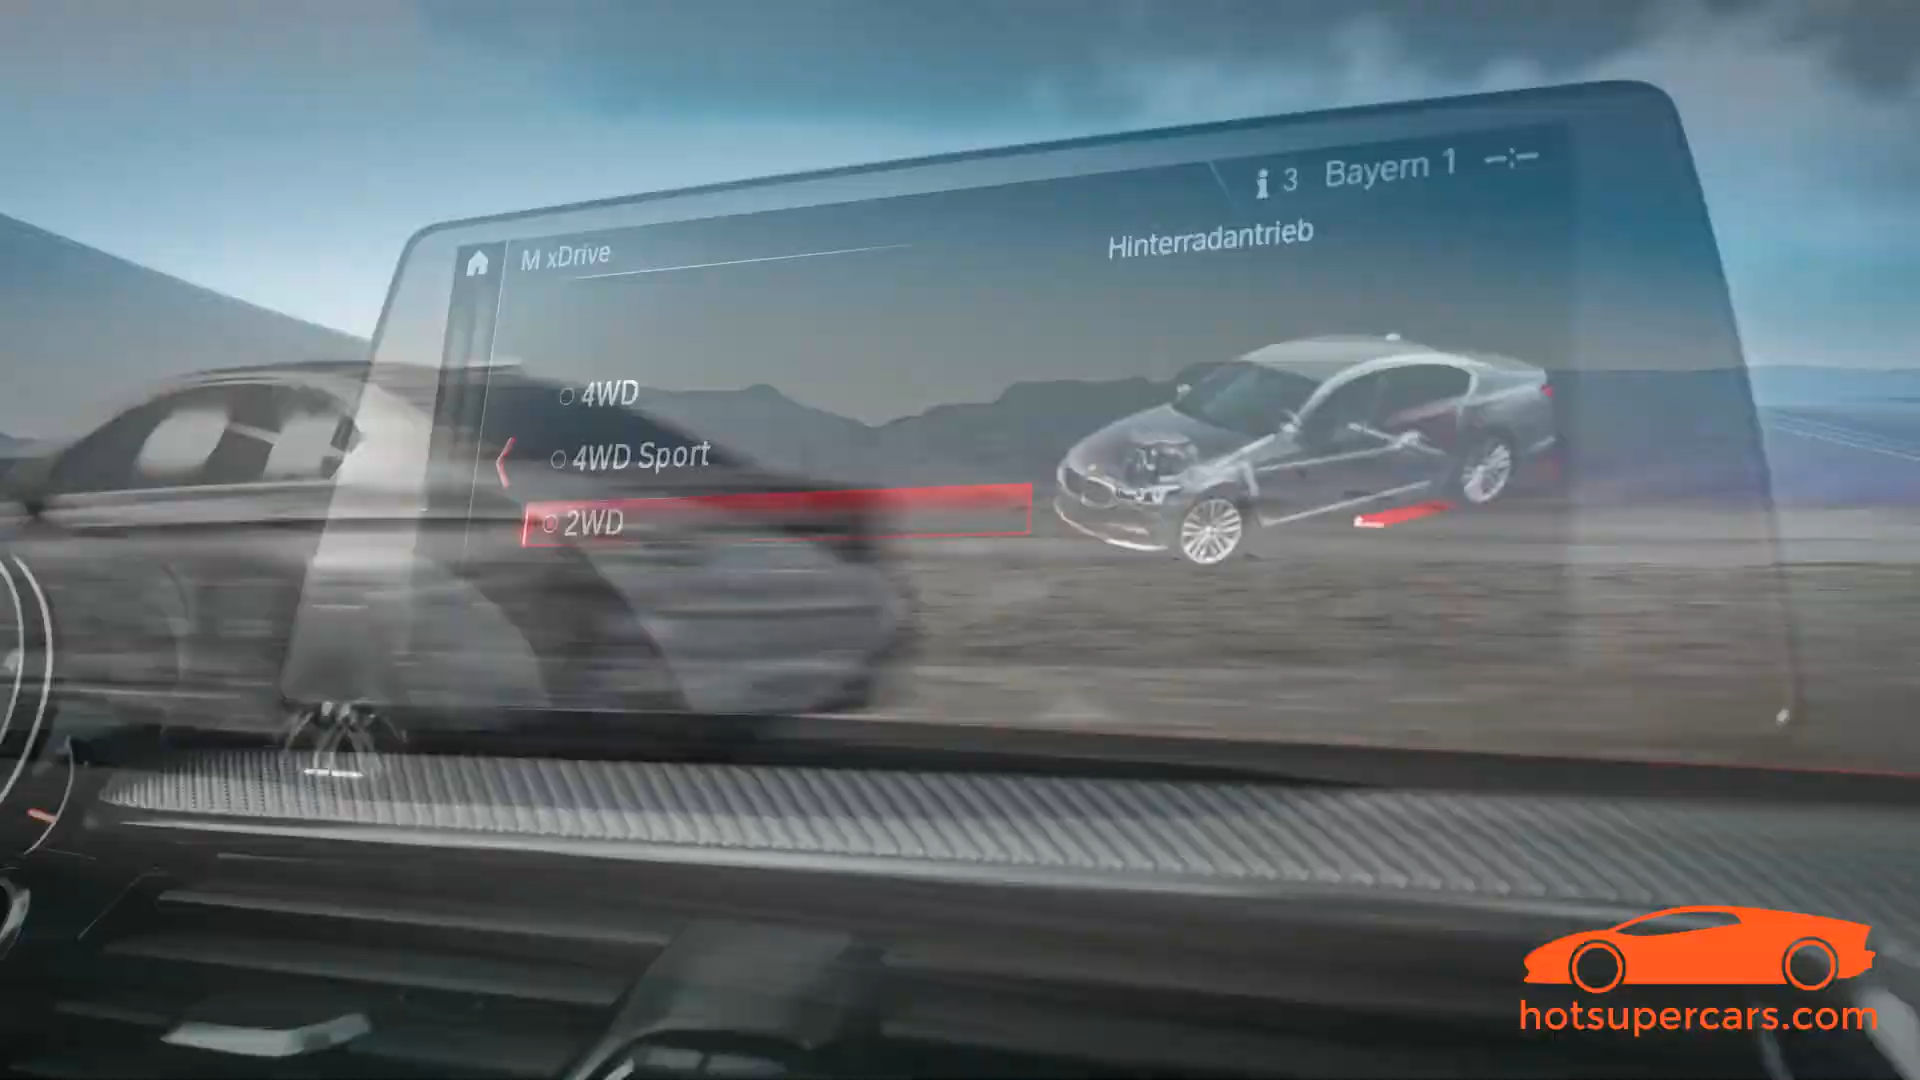 3 Bayern 1 --:--
M xDrive
Hinterradantrieb
4WD
4WD Sport
2WD
hotsupercars.com